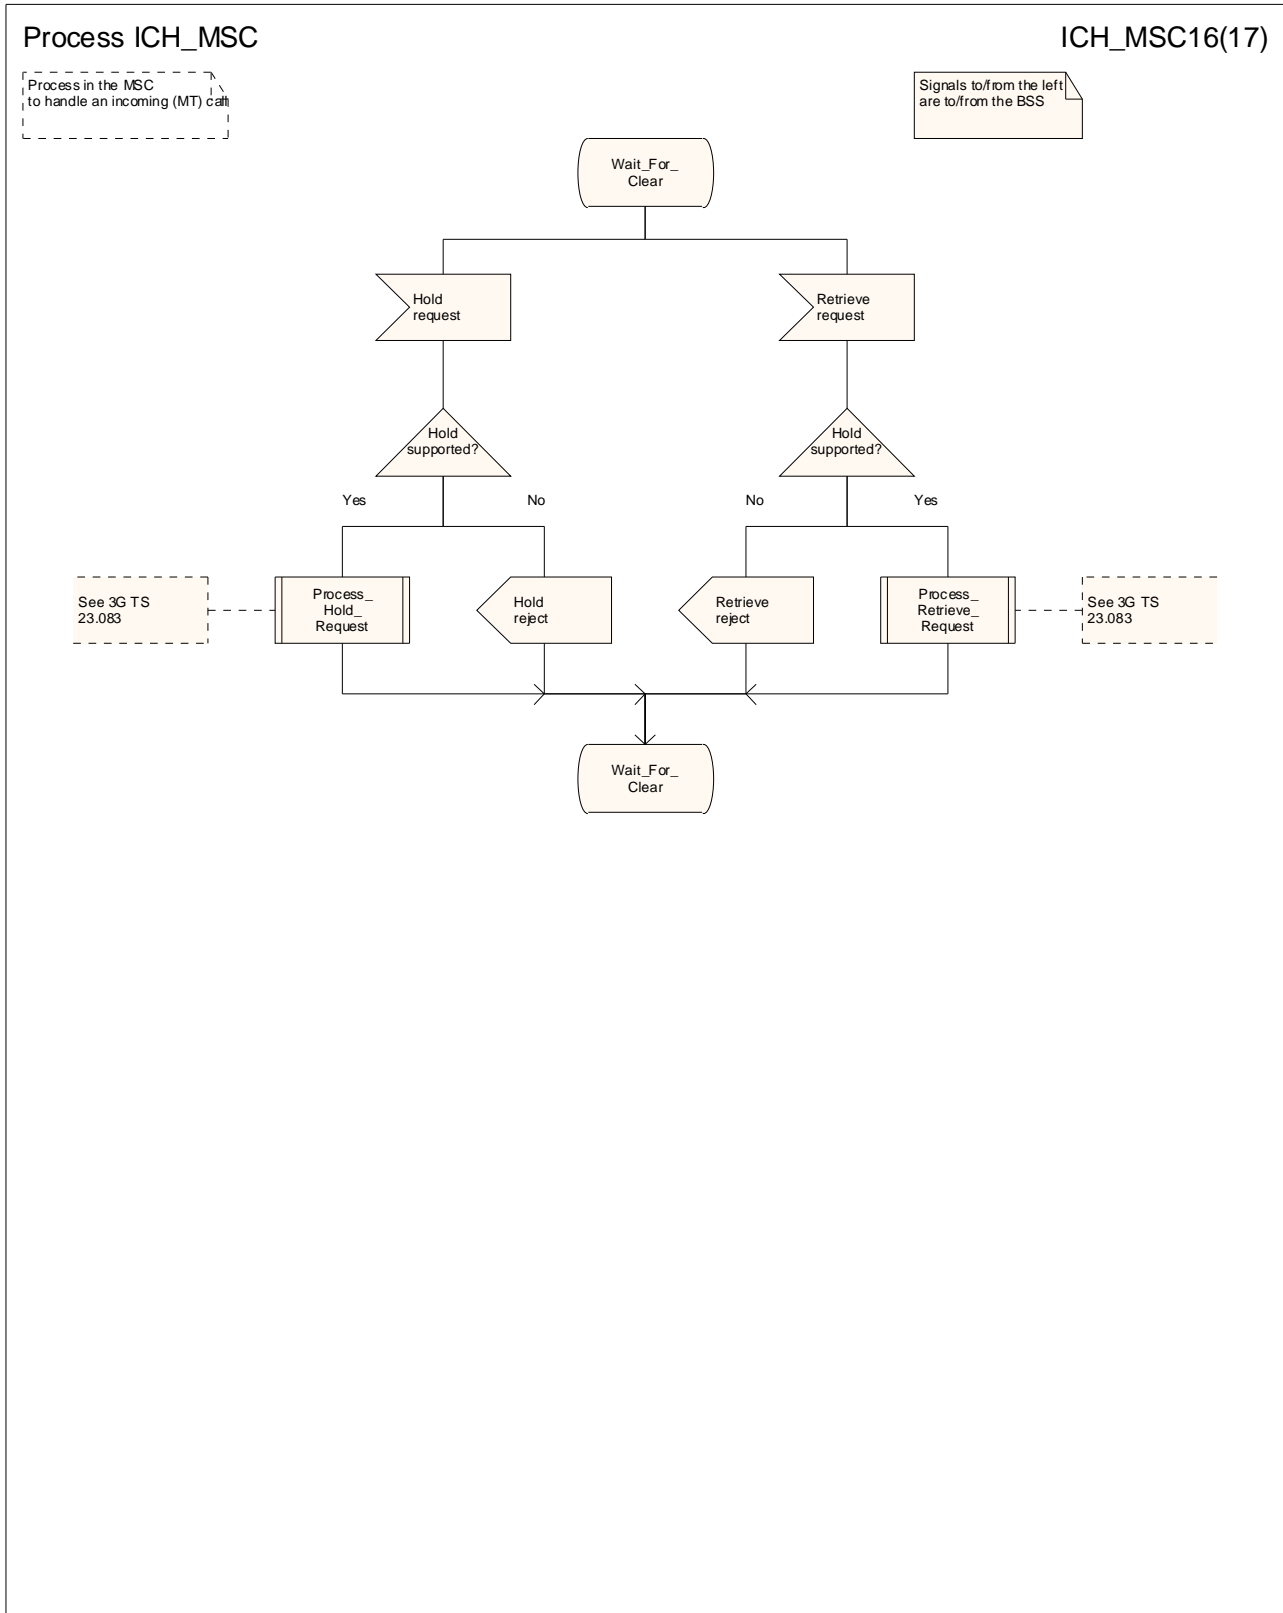 Process ICH_MSC
ICH_MSC16(17)
Process in the MSC
to handle an incoming (MT) call
Signals to/from the left
are to/from the BSS
Wait_For_
Clear
Hold
request
Retrieve
request
Hold
supported?
Hold
supported?
Yes
No
No
Yes
See 3G TS
23.083
Process_
Hold_
Request
Hold
reject
Retrieve
reject
Process_
Retrieve_
Request
See 3G TS
23.083
Wait_For_
Clear